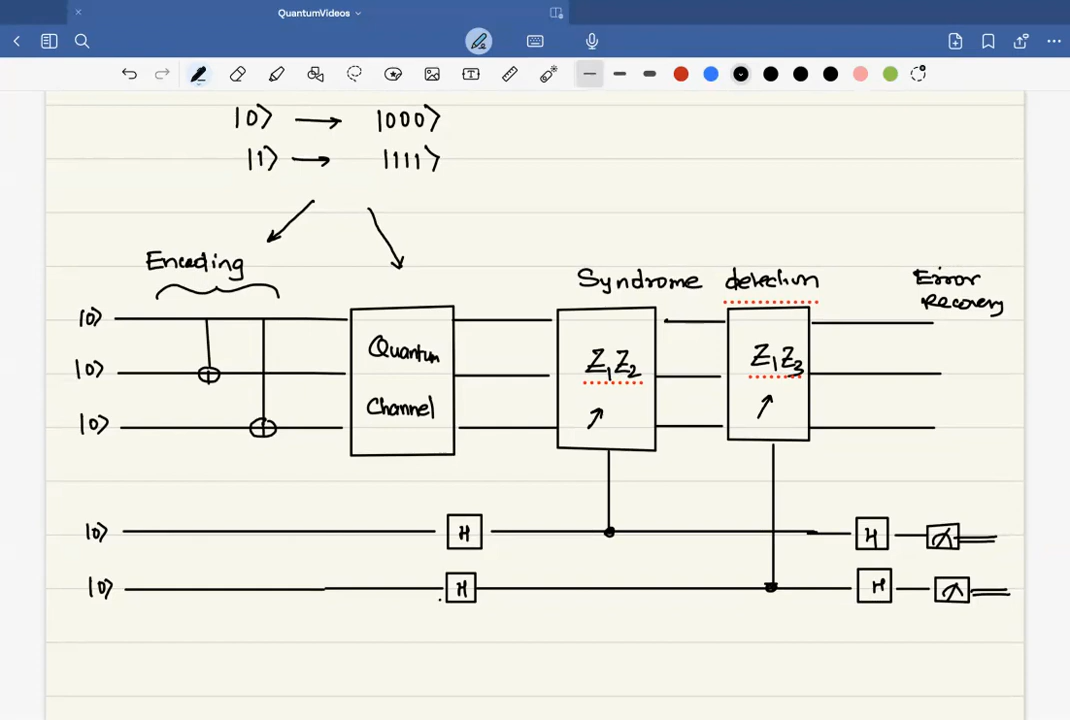 QuantumVideos
|0⟩ → |000⟩
|1⟩ → |111⟩
Encoding
Syndrome detection
Error
Recovery
|0⟩
|0⟩
|0⟩
Quantum
Channel
Z₁Z₂
Z₁Z₃
|0⟩
H
H
|0⟩
H
H